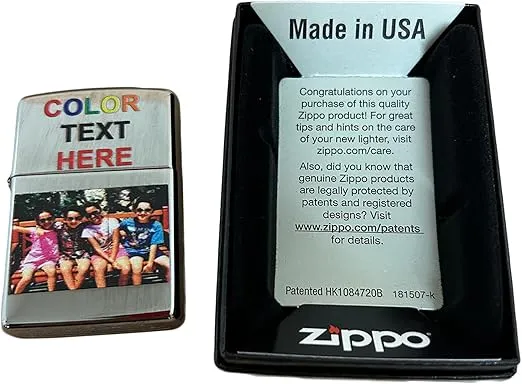 COLOR
TEXT
HERE
Made in USA
Congratulations on your
purchase of this quality
Zippo product! For great
tips and hints on the care
of your new lighter, visit
zippo.com/care.
Also, did you know that
genuine Zippo products
are legally protected by
patents and registered
designs? Visit
www.zippo.com/patents
for details.
Patented HK1084720B 181507-k
zippo